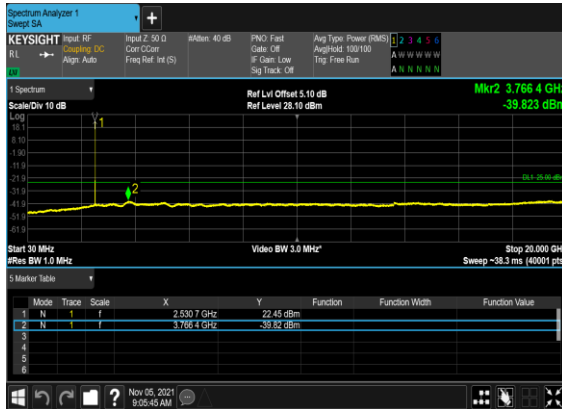 Spectrum Analyzer 1
Swept SA
+
KEYSIGHT Input: RF Input Z: 50 Ω #Atten: 40 dB PNO: Fast Avg Type: Power (RMS) 1 2 3 4 5 6
RL Coupling: DC Corr CCorr Gate: Off Avg|Hold: 100/100 A W W W W W
Align: Auto Freq Ref: Int (S) IF Gain: Low Trig: Free Run
Sig Track: Off A N N N N N
1 Spectrum
Ref Lvl Offset 5.10 dB Mkr2 3.766 4 GHz
Scale/Div 10 dB Ref Level 28.10 dBm -39.823 dBm
Log
18.1
8.10
-1.90
-11.9
-21.9
-31.9
-41.9
-51.9
-61.9
1
2
DL1 -25.00 dBm
Start 30 MHz Video BW 3.0 MHz* Stop 20.000 GHz
#Res BW 1.0 MHz Sweep ~38.3 ms (40001 pts)
5 Marker Table
Mode Trace Scale X Y Function Function Width Function Value
1 N 1 f 2.530 7 GHz 22.45 dBm
2 N 1 f 3.766 4 GHz -39.82 dBm
3
4
5
6
? Nov 05, 2021
9:05:45 AM